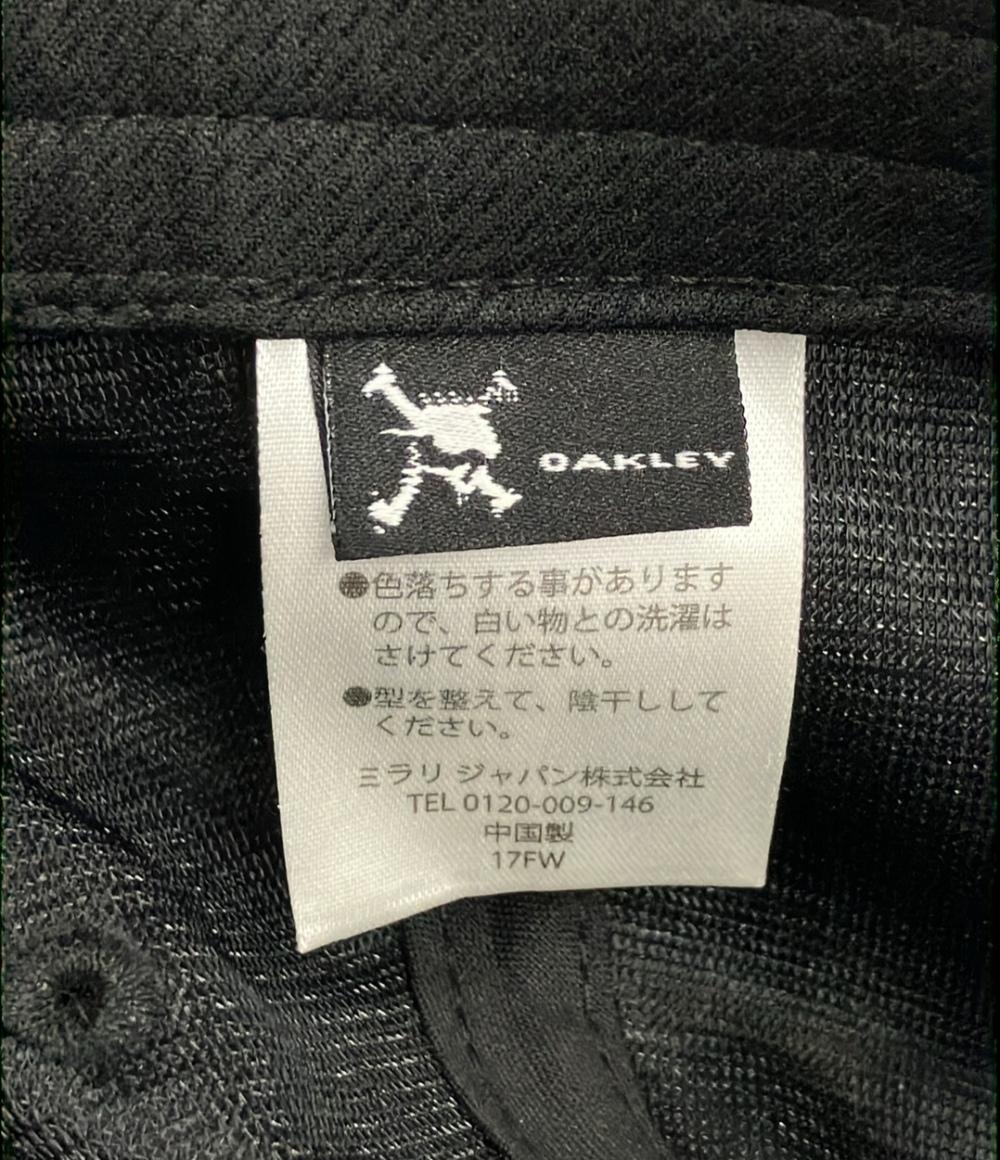 OAKLEY
●色落ちする事があります
ので、白い物との洗濯は
さけてください。
●型を整えて、陰干しして
ください。
ミラリ ジャパン株式会社
TEL 0120-009-146
中国製
17FW